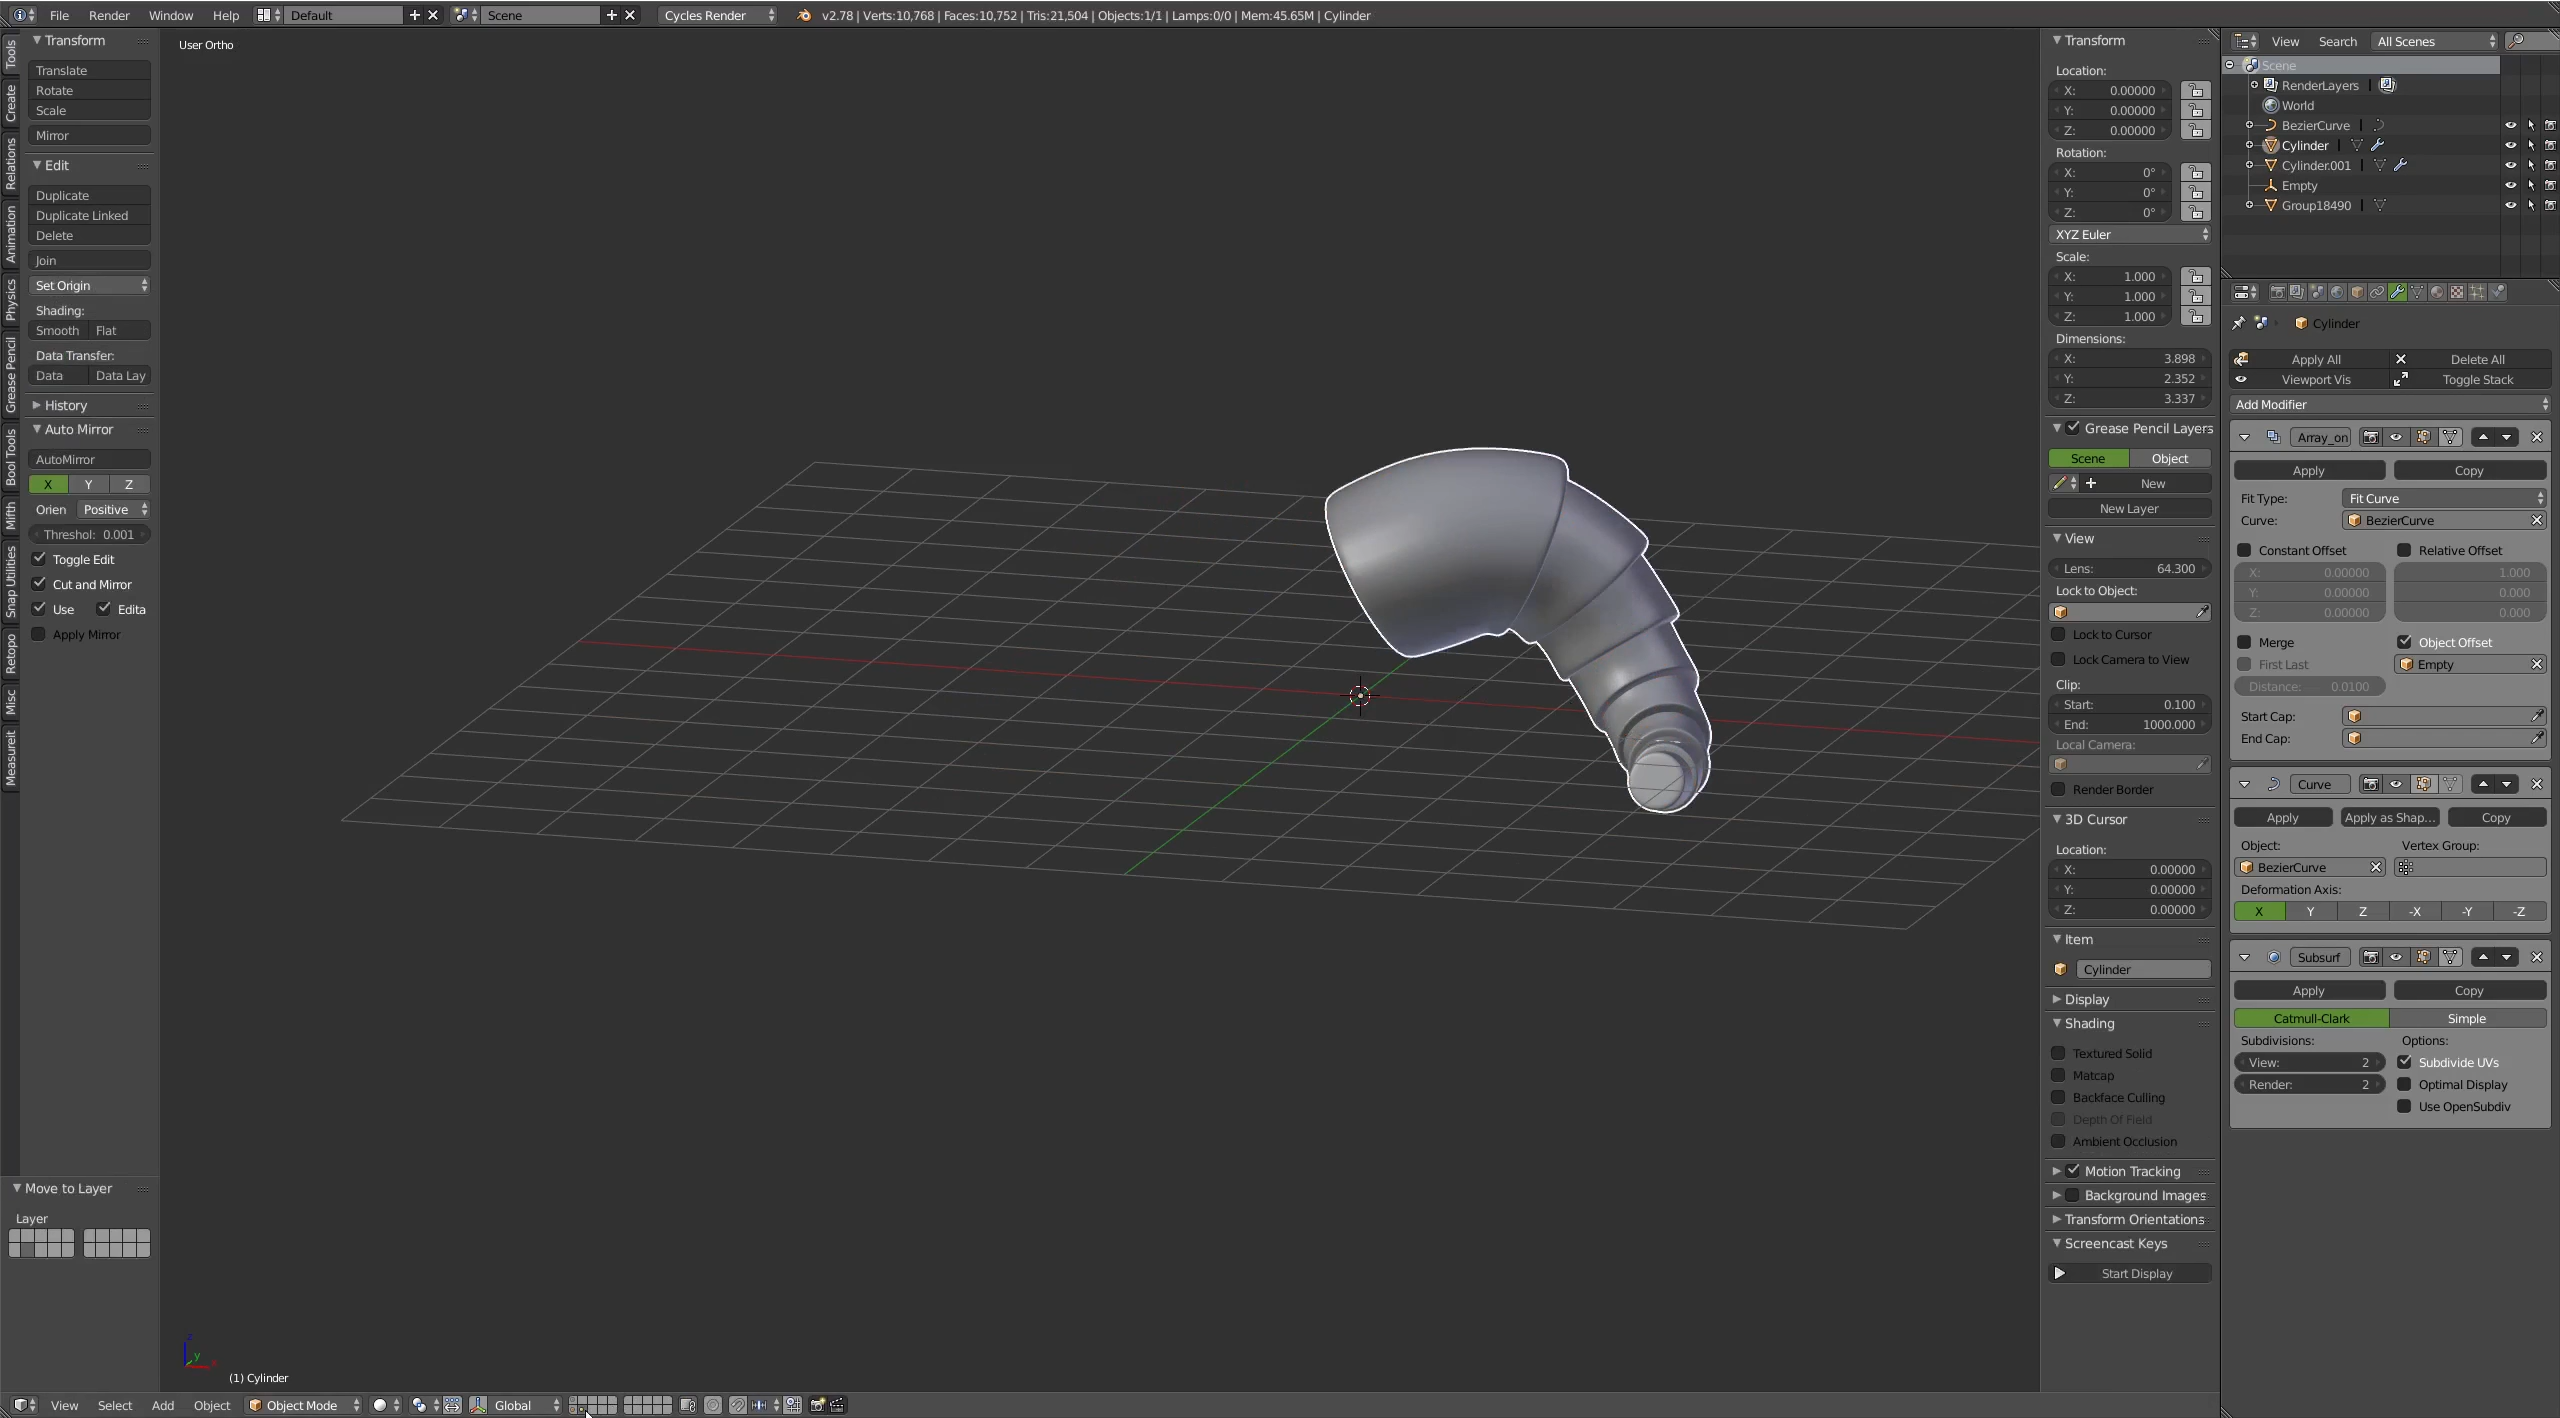 File Render Window Help Default Scene Cycles Render v2.78 | Verts:10,768 | Faces:10,752 | Tris:21,504 | Objects:1/1 | Lamps:0/0 | Mem:45.65M | Cylinder
Tools
Create
Relations
Animation
Physics
Grease Pencil
Bool Tools
Mifth
Snap Utilities
Retopo
Misc
Measureit
Transform
Translate
Rotate
Scale
Mirror
Edit
Duplicate
Duplicate Linked
Delete
Join
Set Origin
Shading:
Smooth Flat
Data Transfer:
Data Data Lay
History
Auto Mirror
AutoMirror
X Y Z
Orien Positive
Threshol: 0.001
Toggle Edit
Cut and Mirror
Use Edita
Apply Mirror
Move to Layer
Layer
User Ortho
z
y
x
(1) Cylinder
View Select Add Object Object Mode Global
Transform
Location:
X: 0.00000
Y: 0.00000
Z: 0.00000
Rotation:
X: 0°
Y: 0°
Z: 0°
XYZ Euler
Scale:
X: 1.000
Y: 1.000
Z: 1.000
Dimensions:
X: 3.898
Y: 2.352
Z: 3.337
Grease Pencil Layers
Scene Object
New
New Layer
View
Lens: 64.300
Lock to Object:
Lock to Cursor
Lock Camera to View
Clip:
Start: 0.100
End: 1000.000
Local Camera:
Render Border
3D Cursor
Location:
X: 0.00000
Y: 0.00000
Z: 0.00000
Item
Cylinder
Display
Shading
Textured Solid
Matcap
Backface Culling
Depth Of Field
Ambient Occlusion
Motion Tracking
Background Images
Transform Orientations
Screencast Keys
Start Display
View Search All Scenes
Scene
RenderLayers
World
BezierCurve
Cylinder
Cylinder.001
Empty
Group18490
Cylinder
Apply All Delete All
Viewport Vis Toggle Stack
Add Modifier
Array_on
Apply Copy
Fit Type: Fit Curve
Curve: BezierCurve
Constant Offset Relative Offset
X: 0.00000 1.000
Y: 0.00000 0.000
Z: 0.00000 0.000
Merge Object Offset
First Last Empty
Distance: 0.0100
Start Cap:
End Cap:
Curve
Apply Apply as Shap... Copy
Object: Vertex Group:
BezierCurve
Deformation Axis:
X Y Z -X -Y -Z
Subsurf
Apply Copy
Catmull-Clark Simple
Subdivisions: Options:
View: 2 Subdivide UVs
Render: 2 Optimal Display
Use OpenSubdiv